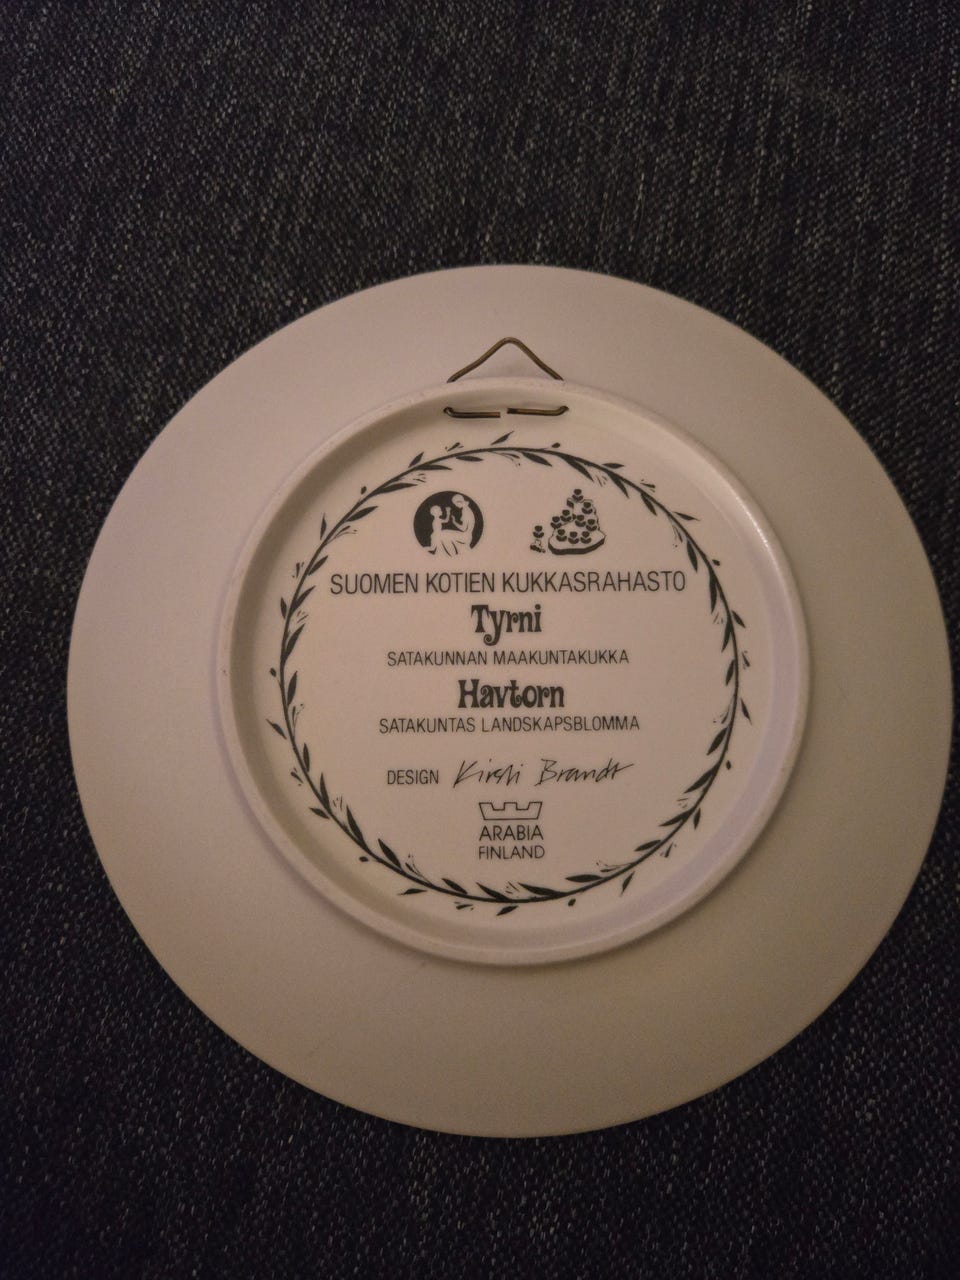 SUOMEN KOTIEN KUKKASRAHASTO
Tyrni
SATAKUNNAN MAAKUNTAKUKKA
Havtorn
SATAKUNTAS LANDSKAPSBLOMMA
DESIGN Kirsti Brandt
ARABIA
FINLAND